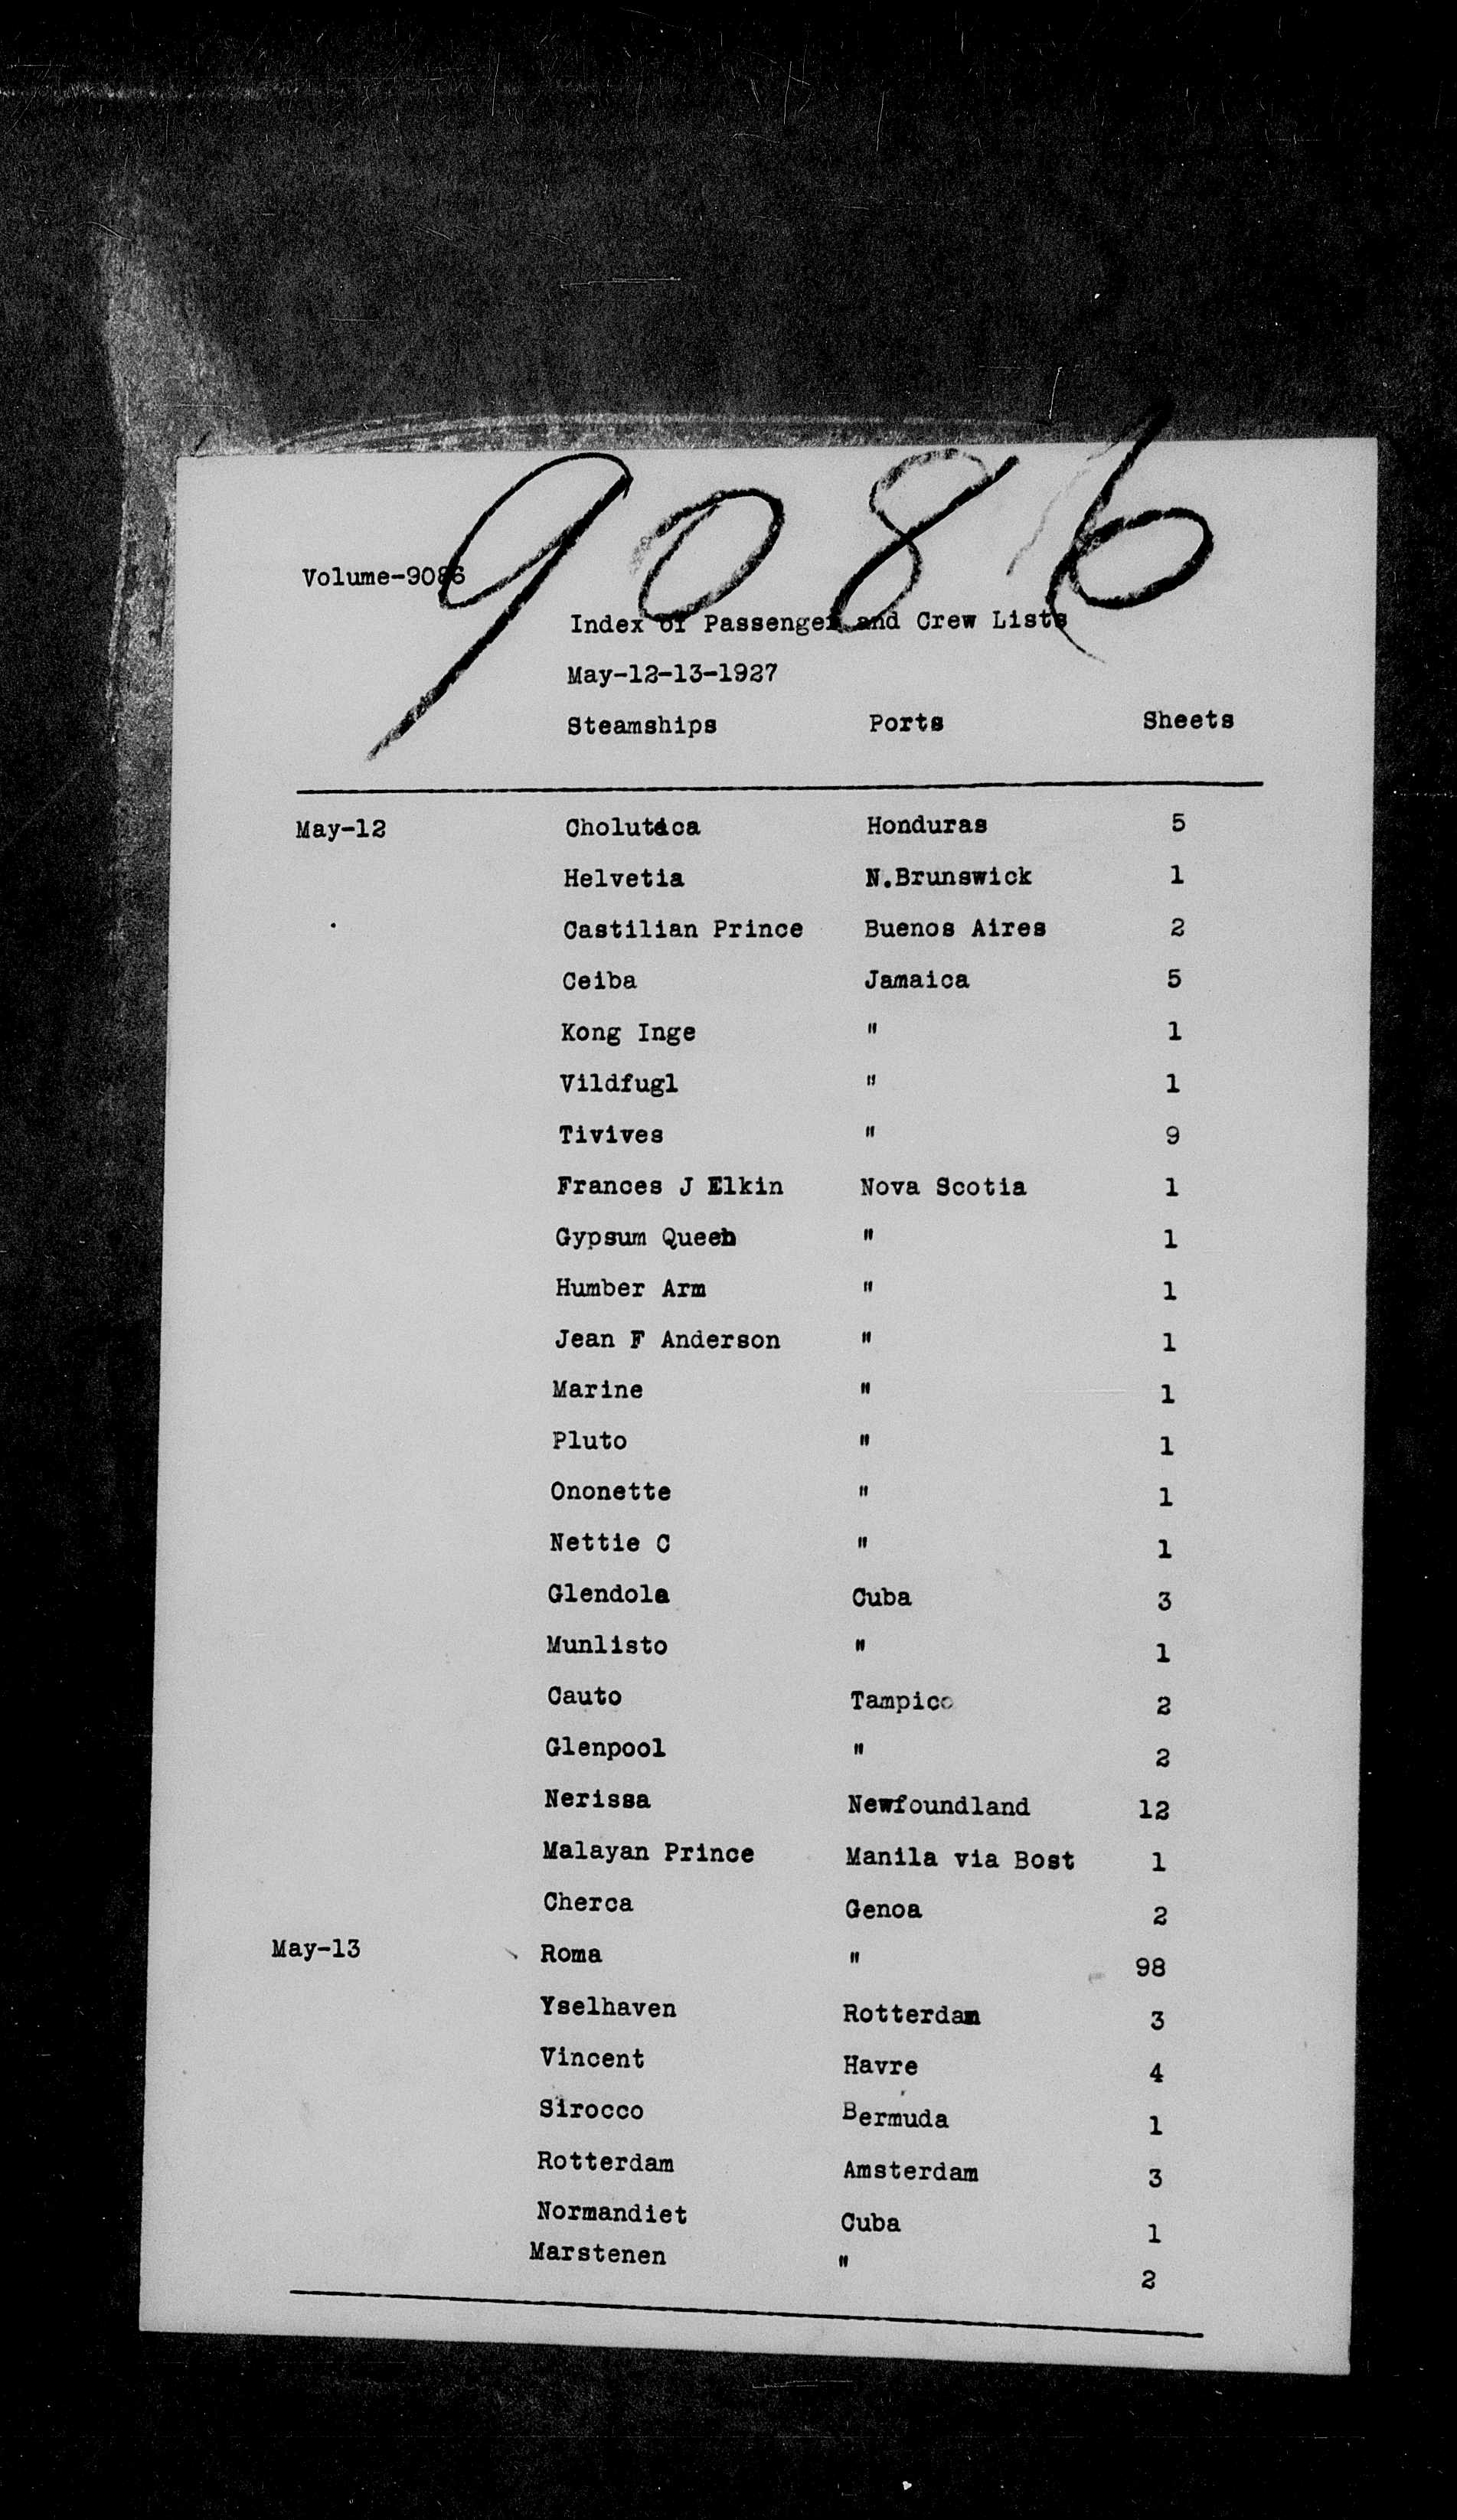 9086
Volume-9086
Index of Passenger and Crew Lists
May-12-13-1927
Steamships Ports Sheets
May-12 Choluteca Honduras 5
Helvetia N.Brunswick 1
Castilian Prince Buenos Aires 2
Ceiba Jamaica 5
Kong Inge " 1
Vildfugl " 1
Tivives " 9
Frances J Elkin Nova Scotia 1
Gypsum Queen " 1
Humber Arm " 1
Jean F Anderson " 1
Marine " 1
Pluto " 1
Ononette " 1
Nettie C " 1
Glendola Cuba 3
Munlisto " 1
Cauto Tampico 2
Glenpool " 2
Nerissa Newfoundland 12
Malayan Prince Manila via Bost 1
Cherca Genoa 2
May-13 Roma " 98
Yselhaven Rotterdam 3
Vincent Havre 4
Sirocco Bermuda 1
Rotterdam Amsterdam 3
Normandiet Cuba 1
Marstenen " 2